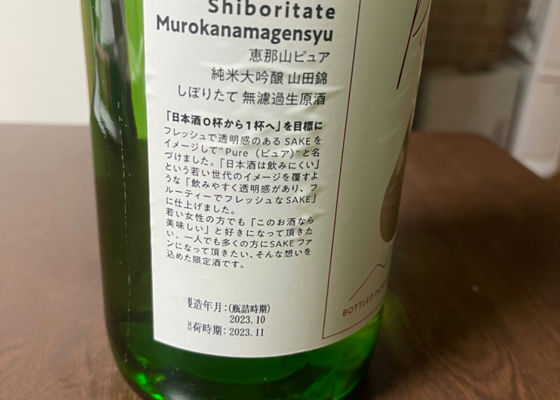 Shiboritate
Murokanamagensyu
恵那山ピュア
純米大吟醸 山田錦
しぼりたて 無濾過生原酒
「日本酒0杯から1杯へ」を目標に
フレッシュで透明感のあるSAKEを
イメージして"Pure(ピュア)"と名
づけました。「日本酒は飲みにくい」
という若い世代のイメージを覆すよ
うな「飲みやすく透明感があり、フ
ルーティーでフレッシュなSAKE」
に仕上げました。
若い女性の方でも「このお酒なら
美味しい」と好きになって頂きた
い、一人でも多くの方にSAKEファ
ンになって頂きたい、そんな想いを
込めた限定酒です。
製造年月:(瓶詰時期)
2023.10
出荷時期:2023.11
BOTTLED